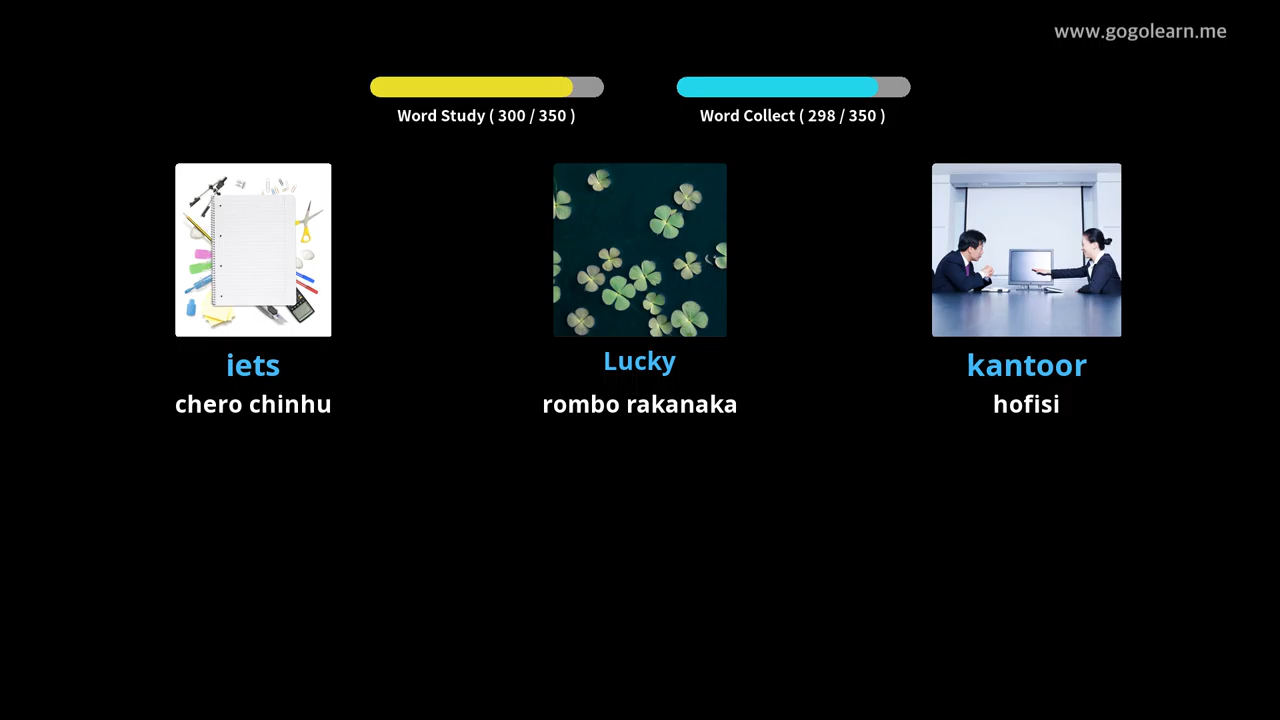 www.gogolearn.me
Word Study ( 300 / 350 )
Word Collect ( 298 / 350 )
iets
Lucky
kantoor
chero chinhu
rombo rakanaka
hofisi